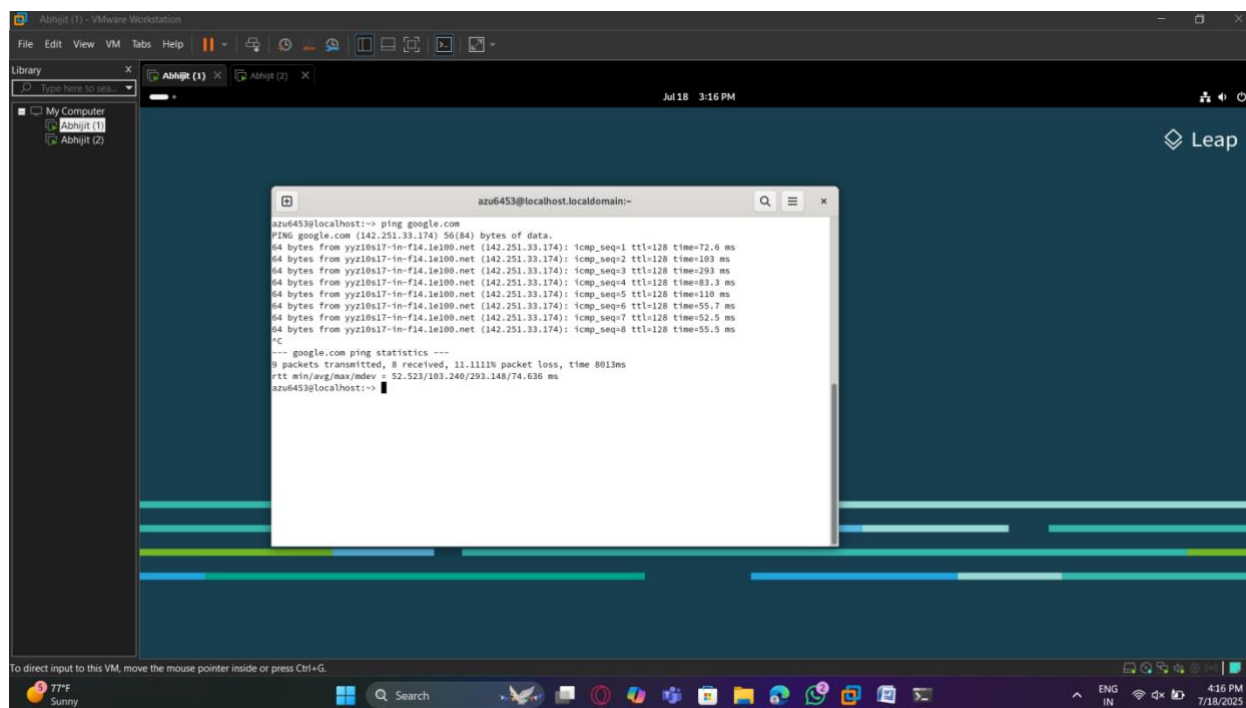 Abhijit (1) - VMware Workstation
File Edit View VM Tabs Help
Library X
Type here to sea...
My Computer
Abhijit (1)
Abhijit (2)
Abhijit (1) Abhijit (2)
Jul 18 3:16 PM
Leap
azu6453@localhost.localdomain:~
azu6453@localhost:~> ping google.com
PING google.com (142.251.33.174) 56(84) bytes of data.
64 bytes from yyz10s17-in-f14.1e100.net (142.251.33.174): icmp_seq=1 ttl=128 time=72.6 ms
64 bytes from yyz10s17-in-f14.1e100.net (142.251.33.174): icmp_seq=2 ttl=128 time=103 ms
64 bytes from yyz10s17-in-f14.1e100.net (142.251.33.174): icmp_seq=3 ttl=128 time=293 ms
64 bytes from yyz10s17-in-f14.1e100.net (142.251.33.174): icmp_seq=4 ttl=128 time=83.3 ms
64 bytes from yyz10s17-in-f14.1e100.net (142.251.33.174): icmp_seq=5 ttl=128 time=110 ms
64 bytes from yyz10s17-in-f14.1e100.net (142.251.33.174): icmp_seq=6 ttl=128 time=55.7 ms
64 bytes from yyz10s17-in-f14.1e100.net (142.251.33.174): icmp_seq=7 ttl=128 time=52.5 ms
64 bytes from yyz10s17-in-f14.1e100.net (142.251.33.174): icmp_seq=8 ttl=128 time=55.5 ms
^C
--- google.com ping statistics ---
9 packets transmitted, 8 received, 11.1111% packet loss, time 8013ms
rtt min/avg/max/mdev = 52.523/103.240/293.148/74.636 ms
azu6453@localhost:~>
To direct input to this VM, move the mouse pointer inside or press Ctrl+G.
5
77°F
Sunny
Search
ENG
IN
4:16 PM
7/18/2025